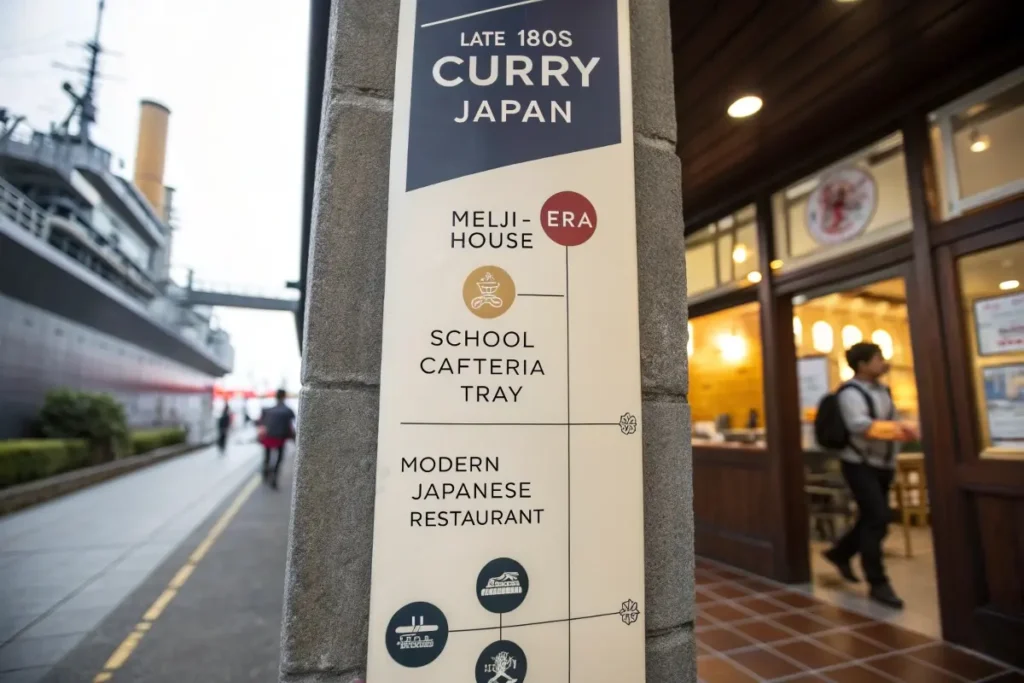 LATE 180S
CURRY
JAPAN
MELJI-
HOUSE
ERA
SCHOOL
CAFTERIA
TRAY
MODERN
JAPANESE
RESTAURANT